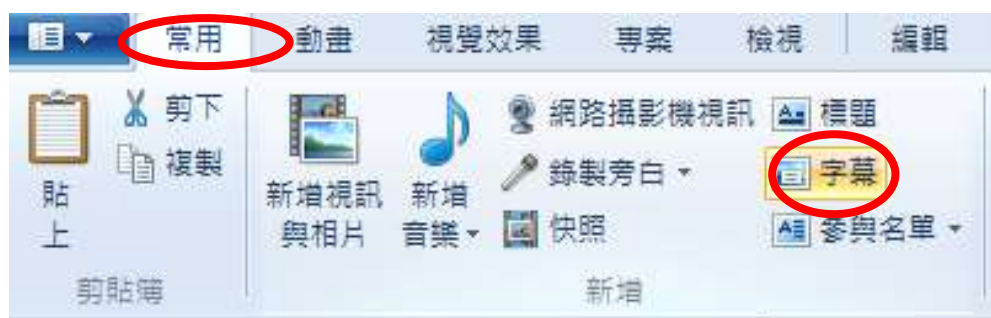 常用 動畫 視覺效果 專案 檢視 編輯
剪下
複製
貼上
剪貼簿
新增視訊
與相片
新增
音樂
網路攝影機視訊
錄製旁白
快照
標題
字幕
參與名單
新增